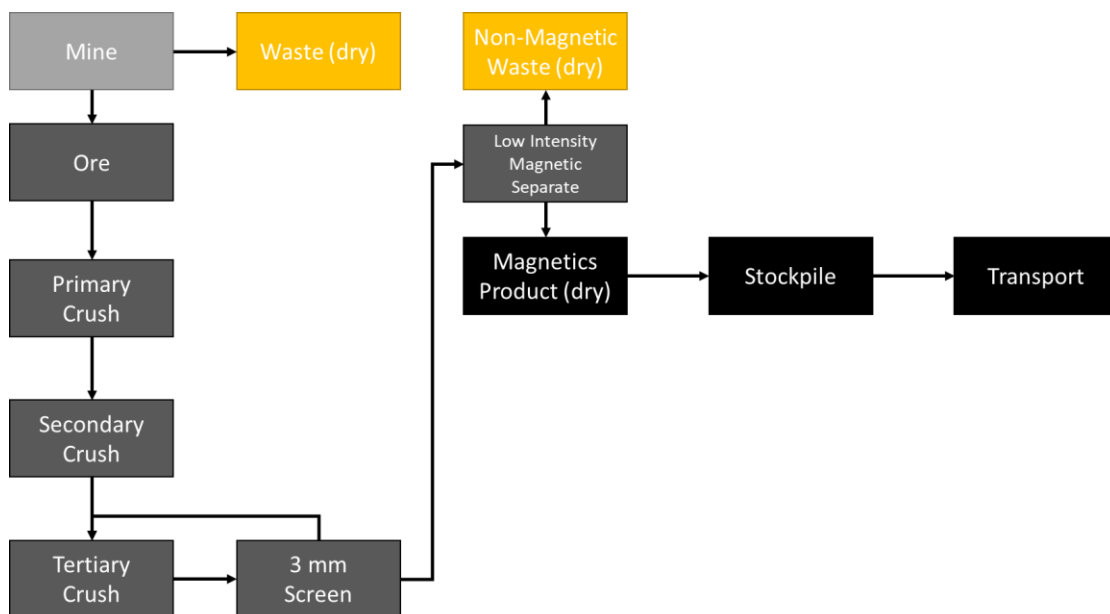 Mine
Waste (dry)
Ore
Primary
Crush
Secondary
Crush
Tertiary
Crush
3 mm
Screen
Non-Magnetic
Waste (dry)
Low Intensity
Magnetic
Separate
Magnetics
Product (dry)
Stockpile
Transport